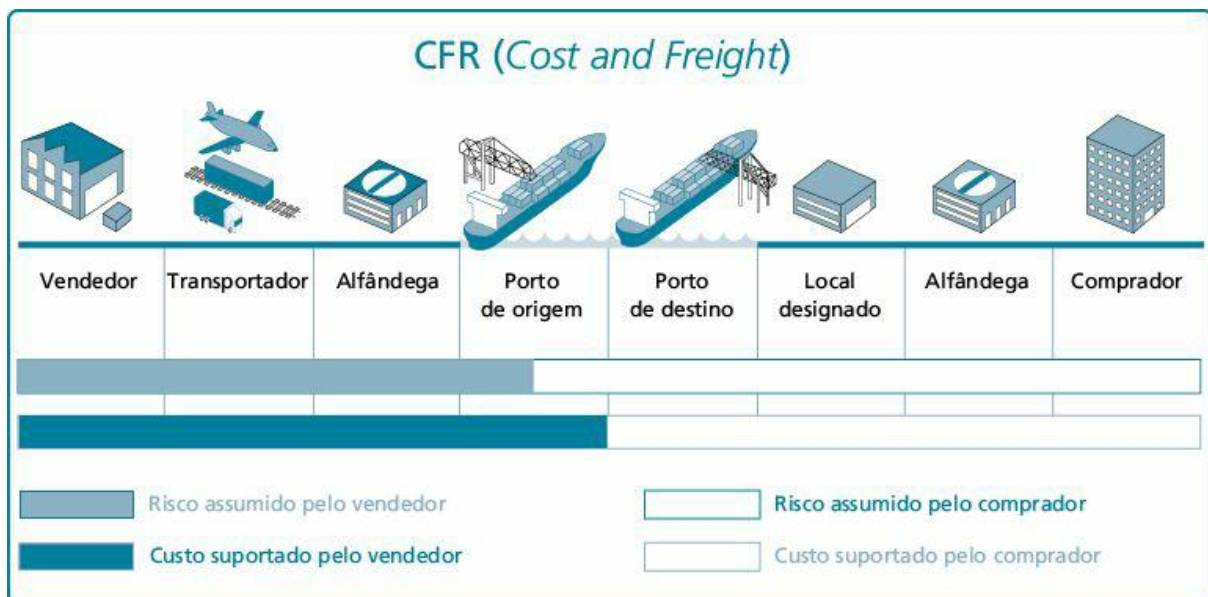 CFR (Cost and Freight)
Vendedor
Transportador
Alfândega
Porto
de origem
Porto
de destino
Local
designado
Alfândega
Comprador
Risco assumido pelo vendedor
Risco assumido pelo comprador
Custo suportado pelo vendedor
Custo suportado pelo comprador